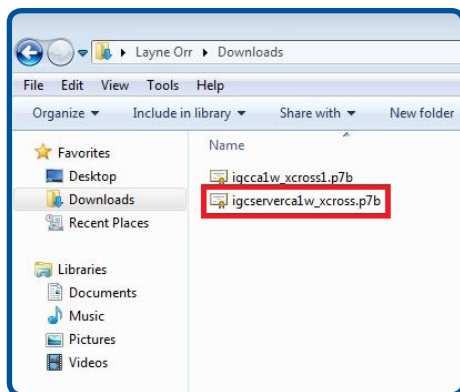 Layne Orr ▸ Downloads
File Edit View Tools Help
Organize ▾ Include in library ▾ Share with ▾ New folder
Favorites
Desktop
Downloads
Recent Places
Libraries
Documents
Music
Pictures
Videos
Name
igcca1w_xcross1.p7b
igcserverca1w_xcross.p7b